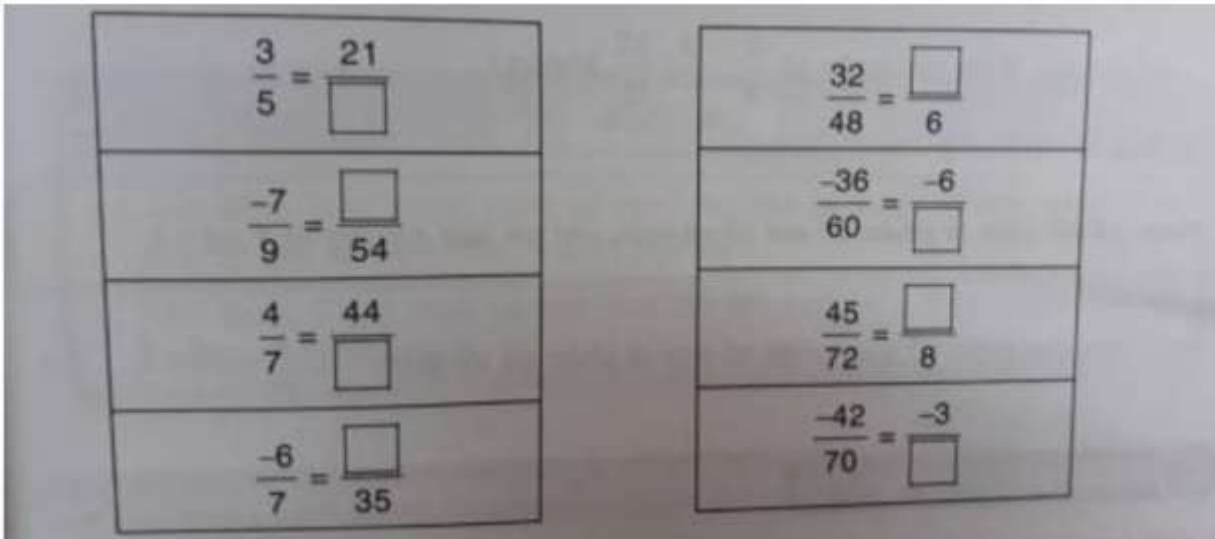 3/5 = 21/□
-7/9 = □/54
4/7 = 44/□
-6/7 = □/35
32/48 = □/6
-36/60 = -6/□
45/72 = □/8
-42/70 = -3/□